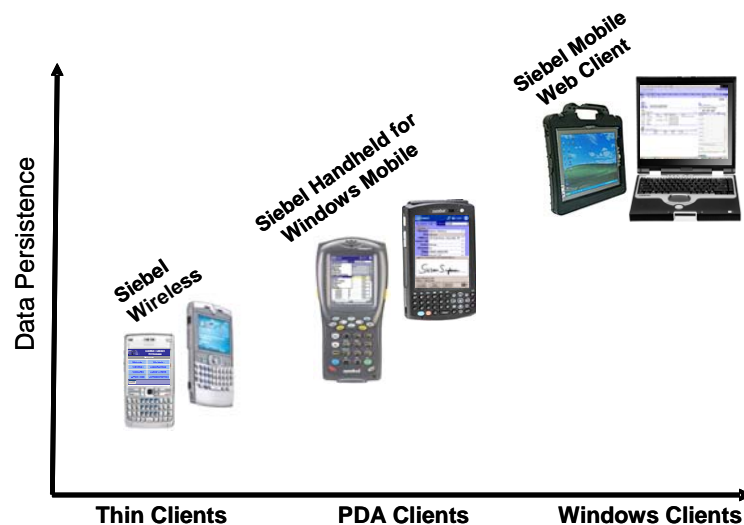 Siebel Mobile
Web Client
Siebel Handheld for
Windows Mobile
Siebel
Wireless
Data Persistence
Thin Clients
PDA Clients
Windows Clients